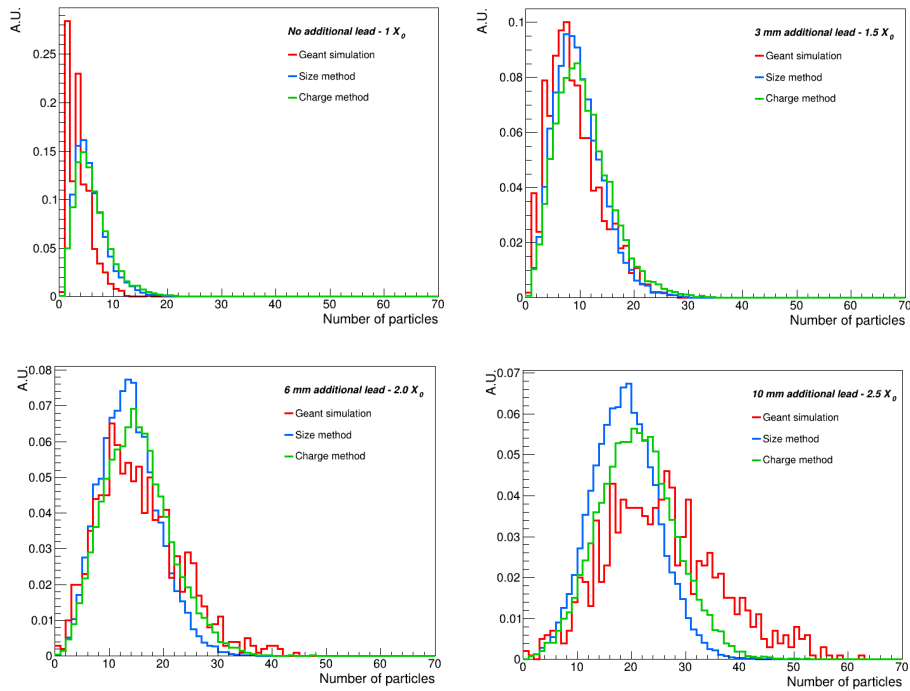 A.U.
No additional lead - 1 X0
Geant simulation
Size method
Charge method
0.25
0.2
0.15
0.1
0.05
0
0 10 20 30 40 50 60 70
Number of particles
A.U.
3 mm additional lead - 1.5 X0
Geant simulation
Size method
Charge method
0.1
0.08
0.06
0.04
0.02
0
0 10 20 30 40 50 60 70
Number of particles
A.U.
6 mm additional lead - 2.0 X0
Geant simulation
Size method
Charge method
0.08
0.07
0.06
0.05
0.04
0.03
0.02
0.01
0
0 10 20 30 40 50 60 70
Number of particles
A.U.
10 mm additional lead - 2.5 X0
Geant simulation
Size method
Charge method
0.07
0.06
0.05
0.04
0.03
0.02
0.01
0
0 10 20 30 40 50 60 70
Number of particles